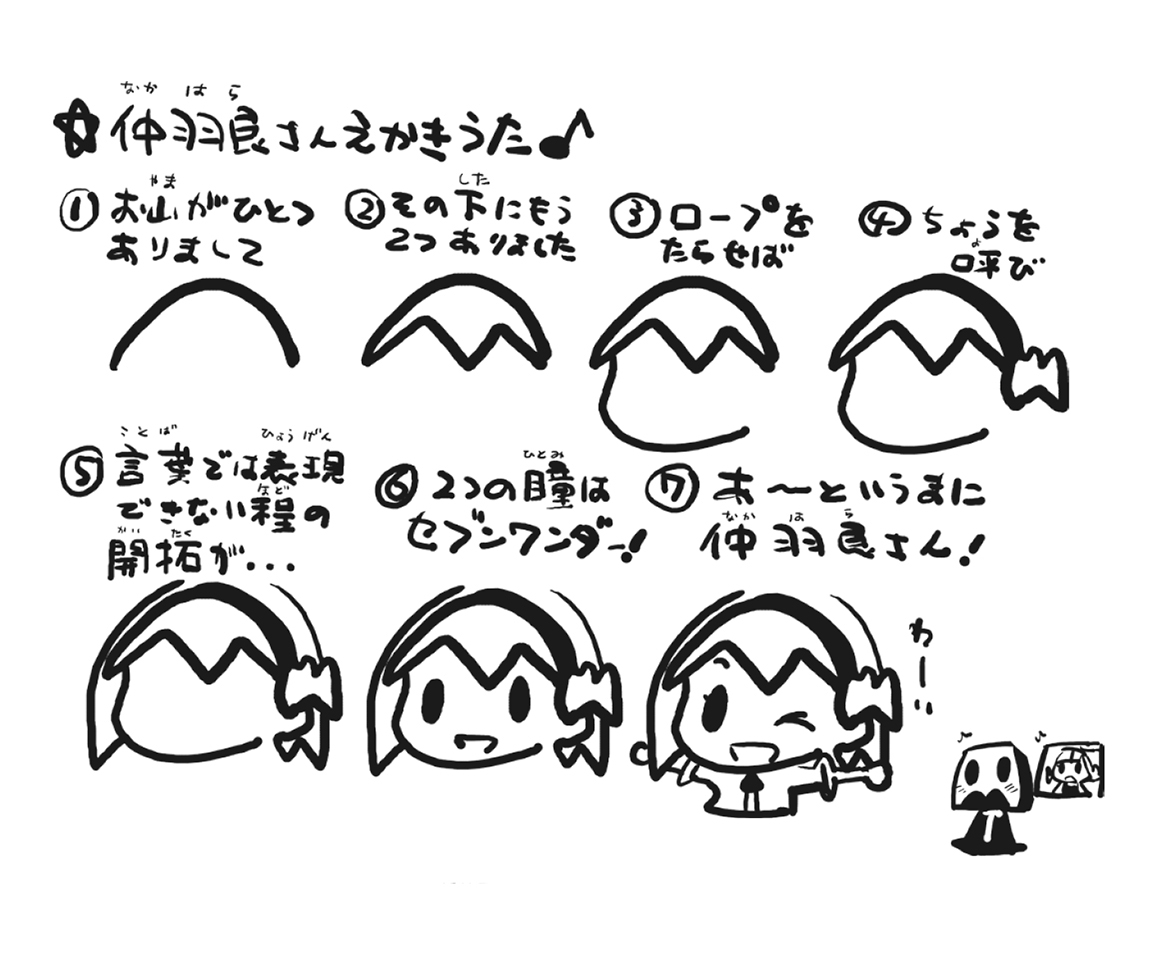 なか は ら
☆仲羽良さんえかきうた♪
やま
①お山がひとつ
ありまして
した
②その下にもう
2つありました
③ロープを
たらせば
④ちょうを
よ
呼び
ことば ひょうげん
⑤言葉では表現
など
できない程の
かいたく
開拓が...
ひとみ
⑥2つの瞳は
セブンワンダー!
⑦あ〜というまに
なか は ら
仲羽良さん!
わー‥